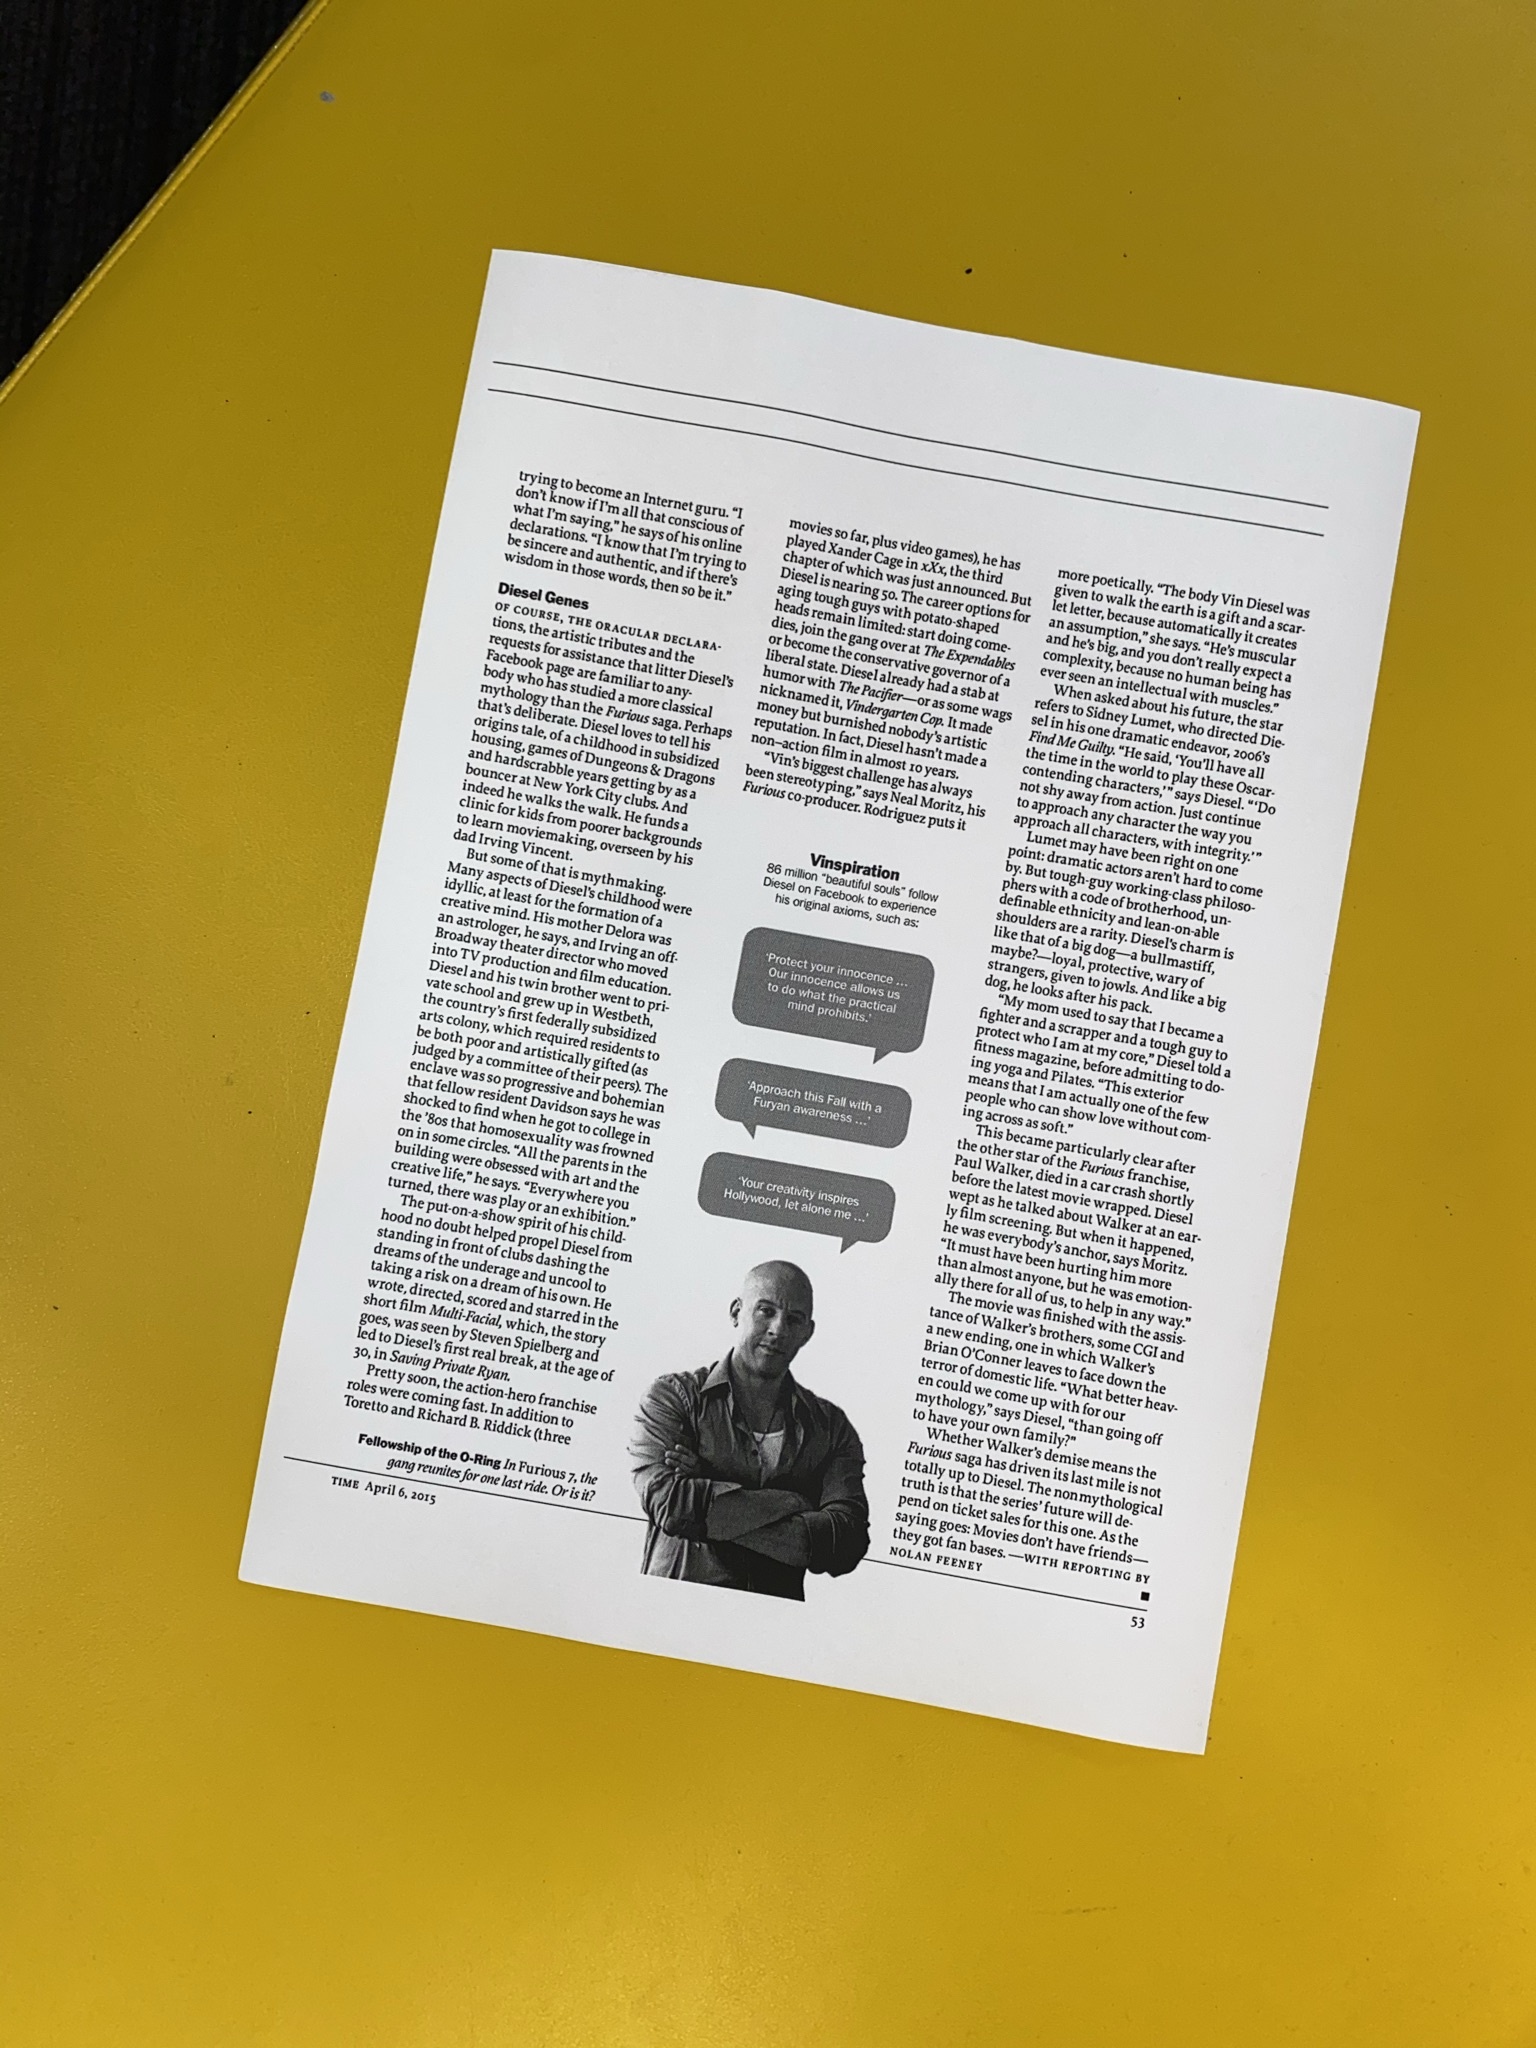 trying to become an Internet guru. “I
don’t know if I’m all that conscious of
what I’m saying,” he says of his online
declarations. “I know that I’m trying to
be sincere and authentic, and if there’s
wisdom in those words, then so be it.”
Diesel Genes
OF COURSE, THE ORACULAR DECLARA-
tions, the artistic tributes and the
requests for assistance that litter Diesel’s
Facebook page are familiar to any-
body who has studied a more classical
mythology than the Furious saga. Perhaps
that’s deliberate. Diesel loves to tell his
origins tale, of a childhood in subsidized
housing, games of Dungeons & Dragons
and hardscrabble years getting by as a
bouncer at New York City clubs. And
indeed he walks the walk. He funds a
clinic for kids from poorer backgrounds
to learn moviemaking, overseen by his
dad Irving Vincent.
But some of that is mythmaking.
Many aspects of Diesel’s childhood were
idyllic, at least for the formation of a
creative mind. His mother Delora was
an astrologer, he says, and Irving an off-
Broadway theater director who moved
into TV production and film education.
Diesel and his twin brother went to pri-
vate school and grew up in Westbeth,
the country’s first federally subsidized
arts colony, which required residents to
be both poor and artistically gifted (as
judged by a committee of their peers). The
enclave was so progressive and bohemian
that fellow resident Davidson says he was
shocked to find when he got to college in
the ’80s that homosexuality was frowned
on in some circles. “All the parents in the
building were obsessed with art and the
creative life,” he says. “Everywhere you
turned, there was play or an exhibition.”
The put-on-a-show spirit of his child-
hood no doubt helped propel Diesel from
standing in front of clubs dashing the
dreams of the underage and uncool to
taking a risk on a dream of his own. He
wrote, directed, scored and starred in the
short film Multi-Facial, which, the story
goes, was seen by Steven Spielberg and
led to Diesel’s first real break, at the age of
30, in Saving Private Ryan.
Pretty soon, the action-hero franchise
roles were coming fast. In addition to
Toretto and Richard B. Riddick (three
movies so far, plus video games), he has
played Xander Cage in xXx, the third
chapter of which was just announced. But
Diesel is nearing 50. The career options for
aging tough guys with potato-shaped
heads remain limited: start doing come-
dies, join the gang over at The Expendables
or become the conservative governor of a
liberal state. Diesel already had a stab at
humor with The Pacifier—or as some wags
nicknamed it, Vindergarten Cop. It made
money but burnished nobody’s artistic
reputation. In fact, Diesel hasn’t made a
non–action film in almost 10 years.
“Vin’s biggest challenge has always
been stereotyping,” says Neal Moritz, his
Furious co-producer. Rodriguez puts it
Vinspiration
86 million “beautiful souls” follow
Diesel on Facebook to experience
his original axioms, such as:
‘Protect your innocence ...
Our innocence allows us
to do what the practical
mind prohibits.’
‘Approach this Fall with a
Furyan awareness ...’
‘Your creativity inspires
Hollywood, let alone me ...’
more poetically. “The body Vin Diesel was
given to walk the earth is a gift and a scar-
let letter, because automatically it creates
an assumption,” she says. “He’s muscular
and he’s big, and you don’t really expect a
complexity, because no human being has
ever seen an intellectual with muscles.”
When asked about his future, the star
refers to Sidney Lumet, who directed Die-
sel in his one dramatic endeavor, 2006’s
Find Me Guilty. “He said, ‘You’ll have all
the time in the world to play these Oscar-
contending characters,’” says Diesel. “‘Do
not shy away from action. Just continue
to approach any character the way you
approach all characters, with integrity.’”
Lumet may have been right on one
point: dramatic actors aren’t hard to come
by. But tough-guy working-class philoso-
phers with a code of brotherhood, un-
definable ethnicity and lean-on-able
shoulders are a rarity. Diesel’s charm is
like that of a big dog—a bullmastiff,
maybe?—loyal, protective, wary of
strangers, given to jowls. And like a big
dog, he looks after his pack.
“My mom used to say that I became a
fighter and a scrapper and a tough guy to
protect who I am at my core,” Diesel told a
fitness magazine, before admitting to do-
ing yoga and Pilates. “This exterior
means that I am actually one of the few
people who can show love without com-
ing across as soft.”
This became particularly clear after
the other star of the Furious franchise,
Paul Walker, died in a car crash shortly
before the latest movie wrapped. Diesel
wept as he talked about Walker at an ear-
ly film screening. But when it happened,
he was everybody’s anchor, says Moritz.
“It must have been hurting him more
than almost anyone, but he was emotion-
ally there for all of us, to help in any way.”
The movie was finished with the assis-
tance of Walker’s brothers, some CGI and
a new ending, one in which Walker’s
Brian O’Conner leaves to face down the
terror of domestic life. “What better heav-
en could we come up with for our
mythology,” says Diesel, “than going off
to have your own family?”
Whether Walker’s demise means the
Furious saga has driven its last mile is not
totally up to Diesel. The nonmythological
truth is that the series’ future will de-
pend on ticket sales for this one. As the
saying goes: Movies don’t have friends—
they got fan bases. —WITH REPORTING BY
NOLAN FEENEY
Fellowship of the O-Ring In Furious 7, the
gang reunites for one last ride. Or is it?
TIME April 6, 2015
53